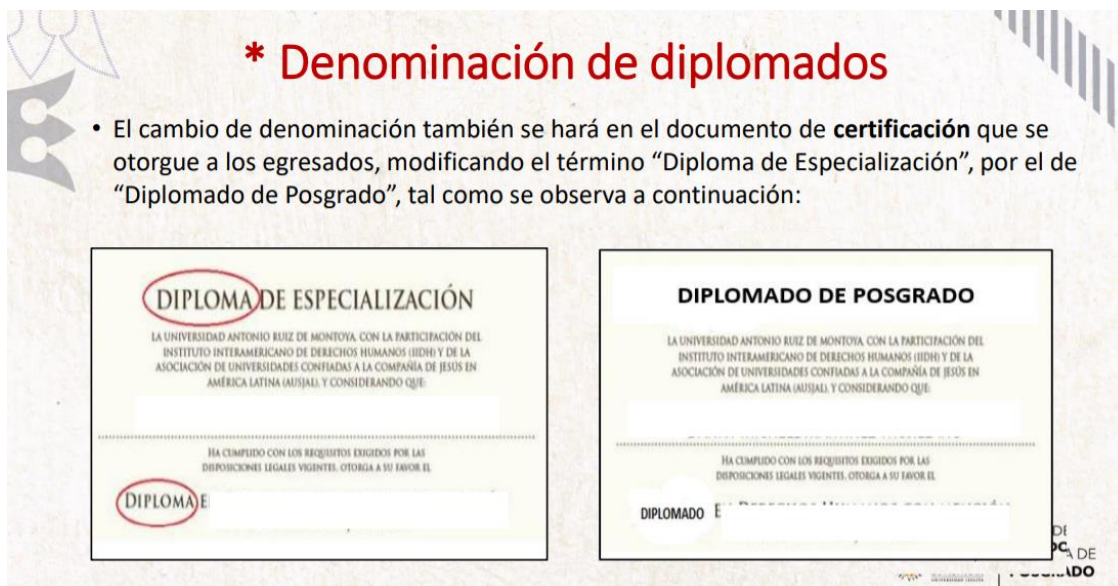 * Denominación de diplomados
• El cambio de denominación también se hará en el documento de certificación que se
otorgue a los egresados, modificando el término “Diploma de Especialización”, por el de
“Diplomado de Posgrado”, tal como se observa a continuación:
DIPLOMA DE ESPECIALIZACIÓN
LA UNIVERSIDAD ANTONIO RUIZ DE MONTOYA, CON LA PARTICIPACIÓN DEL
INSTITUTO INTERAMERICANO DE DERECHOS HUMANOS (IIDH) Y DE LA
ASOCIACIÓN DE UNIVERSIDADES CONFIADAS A LA COMPAÑÍA DE JESÚS EN
AMÉRICA LATINA (AUSJAL), Y CONSIDERANDO QUE:
HA CUMPLIDO CON LOS REQUISITOS EXIGIDOS POR LAS
DISPOSICIONES LEGALES VIGENTES, OTORGA A SU FAVOR EL
DIPLOMA E
DIPLOMADO DE POSGRADO
LA UNIVERSIDAD ANTONIO RUIZ DE MONTOYA, CON LA PARTICIPACIÓN DEL
INSTITUTO INTERAMERICANO DE DERECHOS HUMANOS (IIDH) Y DE LA
ASOCIACIÓN DE UNIVERSIDADES CONFIADAS A LA COMPAÑÍA DE JESÚS EN
AMÉRICA LATINA (AUSJAL), Y CONSIDERANDO QUE:
HA CUMPLIDO CON LOS REQUISITOS EXIGIDOS POR LAS
DISPOSICIONES LEGALES VIGENTES, OTORGA A SU FAVOR EL
DIPLOMADO E
DE